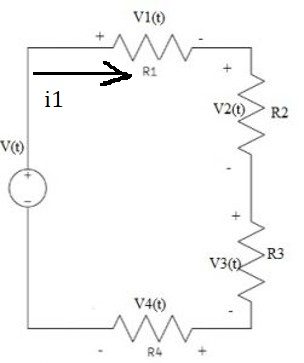 V1(t)
+ -
R1
i1
+
V2(t) R2
-
V(t)
+
-
+
V3(t) R3
-
V4(t)
- R4 +